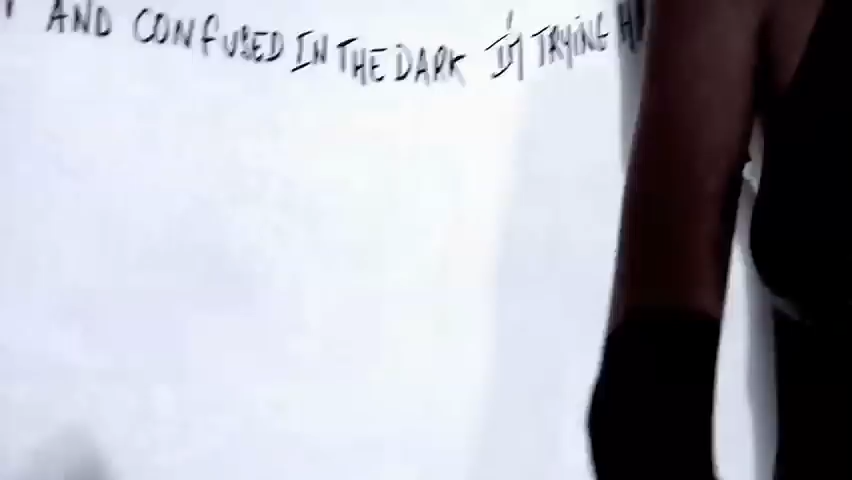 AND CONFUSED IN THE DARK I'M TRYING